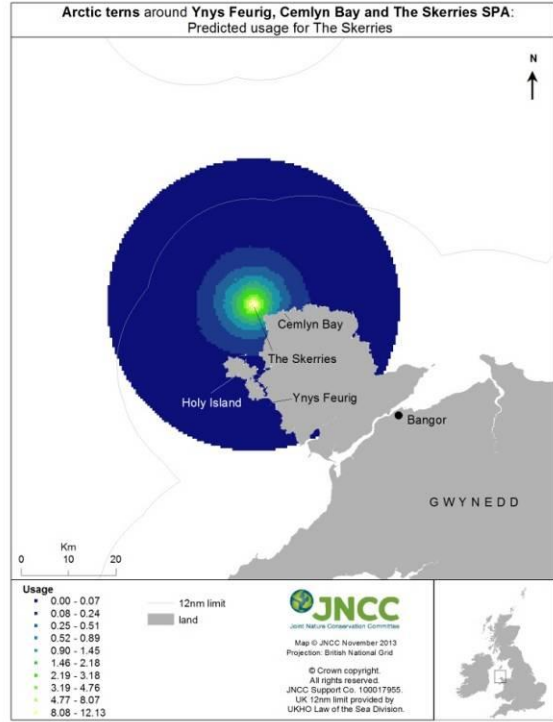 Arctic terns around Ynys Feurig, Cemlyn Bay and The Skerries SPA:
Predicted usage for The Skerries
N
Cemlyn Bay
The Skerries
Holy Island
Ynys Feurig
Bangor
GWYNEDD
Km
0 10 20
Usage
0.00 - 0.07
0.08 - 0.24
0.25 - 0.51
0.52 - 0.89
0.90 - 1.45
1.46 - 2.18
2.19 - 3.18
3.19 - 4.76
4.77 - 8.07
8.08 - 12.13
12nm limit
land
JNCC
Joint Nature Conservation Committee
Map © JNCC November 2013
Projection: British National Grid
© Crown copyright.
All rights reserved.
JNCC Support Co. 100017955.
UK 12nm limit provided by
UKHO Law of the Sea Division.